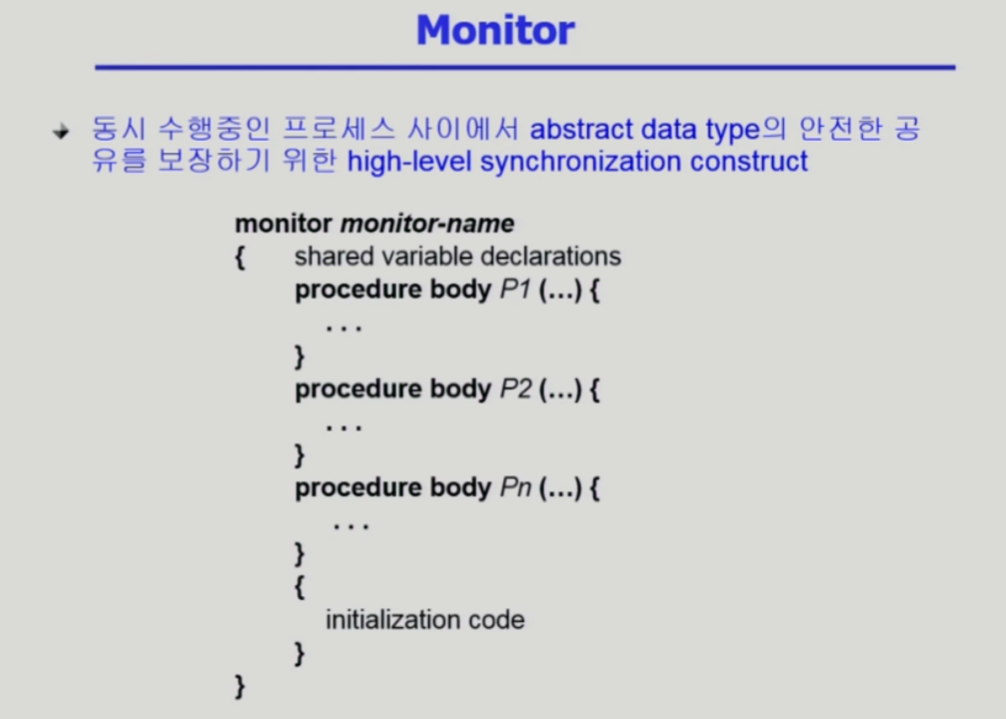 Monitor
동시 수행중인 프로세스 사이에서 abstract data type의 안전한 공
유를 보장하기 위한 high-level synchronization construct
monitor monitor-name
{ shared variable declarations
procedure body P1 (...) {
. . .
}
procedure body P2 (...) {
. . .
}
procedure body Pn (...) {
. . .
}
{
initialization code
}
}